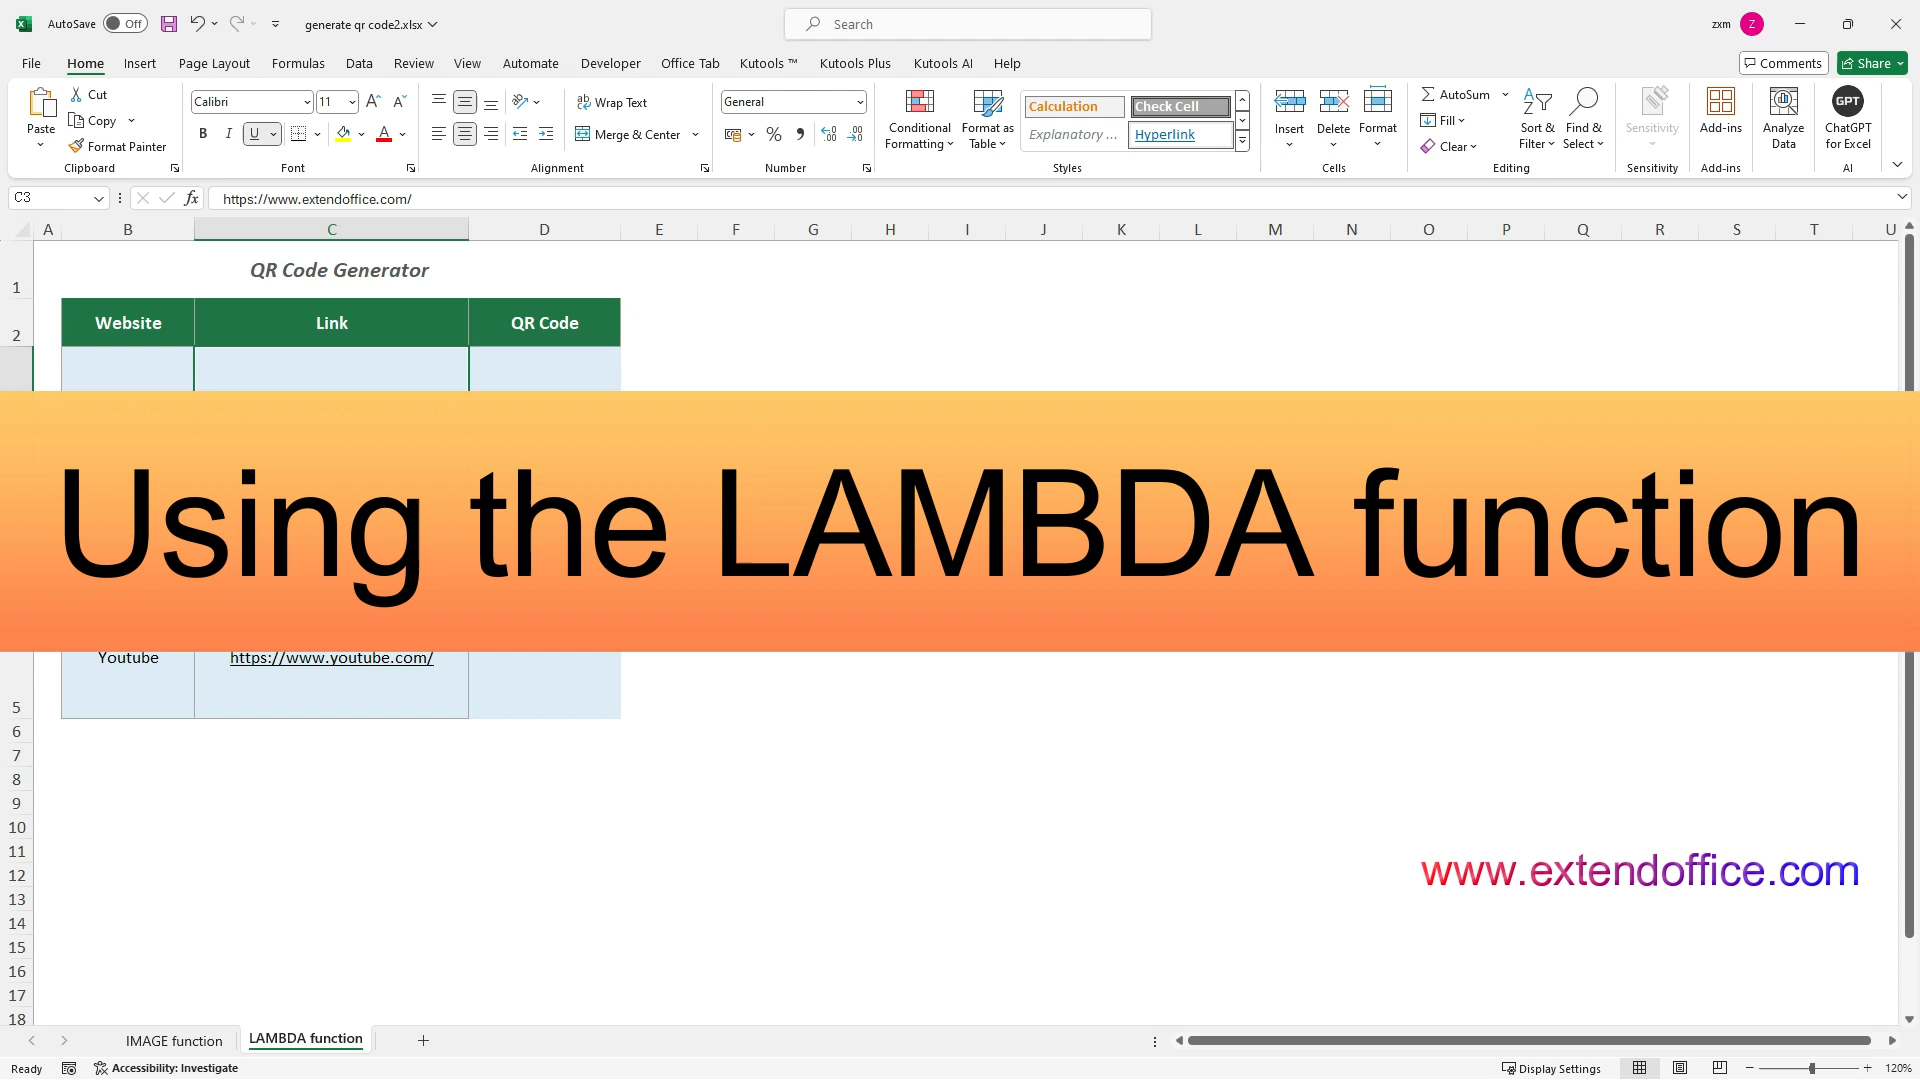 AutoSave Off generate qr code2.xlsx Search zxm Z
File Home Insert Page Layout Formulas Data Review View Automate Developer Office Tab Kutools ™ Kutools Plus Kutools AI Help Comments Share
Paste Cut Copy Format Painter Clipboard
Calibri 11 B I U A Font
Wrap Text Merge & Center Alignment
General % Number
Conditional Formatting Format as Table
Calculation Check Cell
Explanatory ... Hyperlink
Styles
Insert Delete Format Cells
AutoSum Fill Clear Sort & Filter Find & Select Editing
Sensitivity Sensitivity
Add-ins Add-ins
Analyze Data
GPT ChatGPT for Excel AI
C3 fx https://www.extendoffice.com/
A B C D E F G H I J K L M N O P Q R S T U
QR Code Generator
1
Website Link QR Code
2
Using the LAMBDA function
Youtube https://www.youtube.com/
5
6
7
8
9
10
11
www.extendoffice.com
12
13
14
15
16
17
18
IMAGE function LAMBDA function
Ready Accessibility: Investigate Display Settings 120%